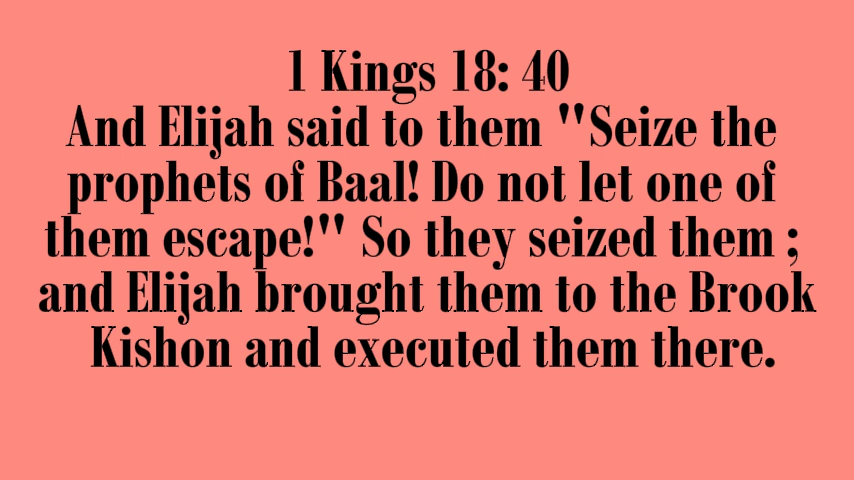 1 Kings 18: 40
And Elijah said to them "Seize the
prophets of Baal! Do not let one of
them escape!" So they seized them ;
and Elijah brought them to the Brook
Kishon and executed them there.